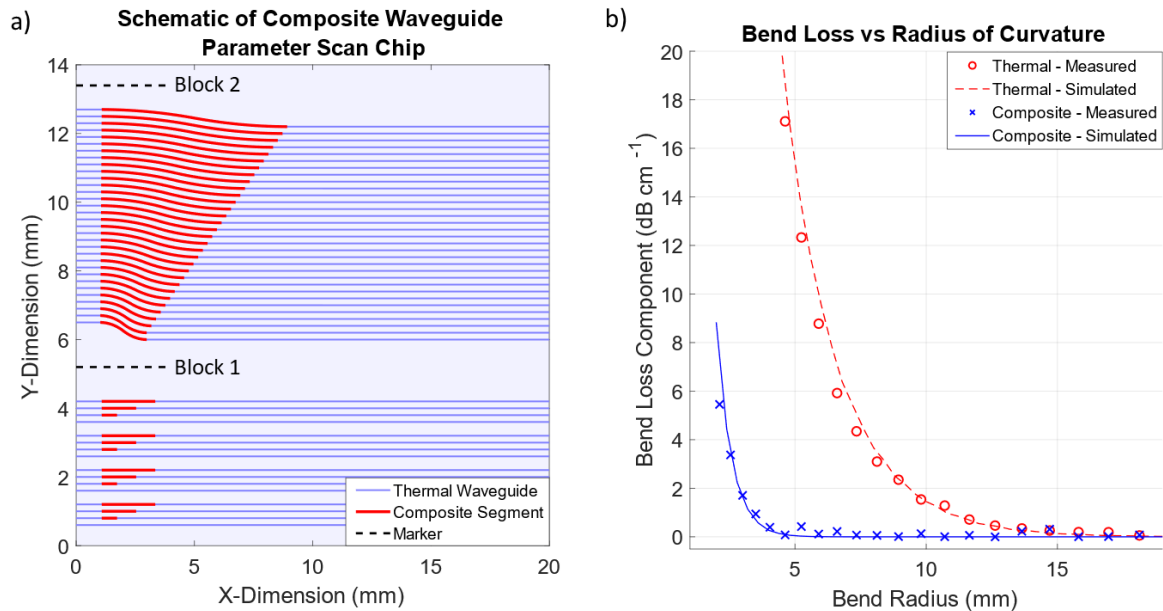 a)
Schematic of Composite Waveguide
Parameter Scan Chip
14
12
10
8
6
4
2
0
Y-Dimension (mm)
Block 2
Block 1
Thermal Waveguide
Composite Segment
Marker
0
5
10
15
20
X-Dimension (mm)
b)
Bend Loss vs Radius of Curvature
20
18
16
14
12
10
8
6
4
2
0
Bend Loss Component (dB cm -1)
Thermal - Measured
Thermal - Simulated
Composite - Measured
Composite - Simulated
5
10
15
Bend Radius (mm)